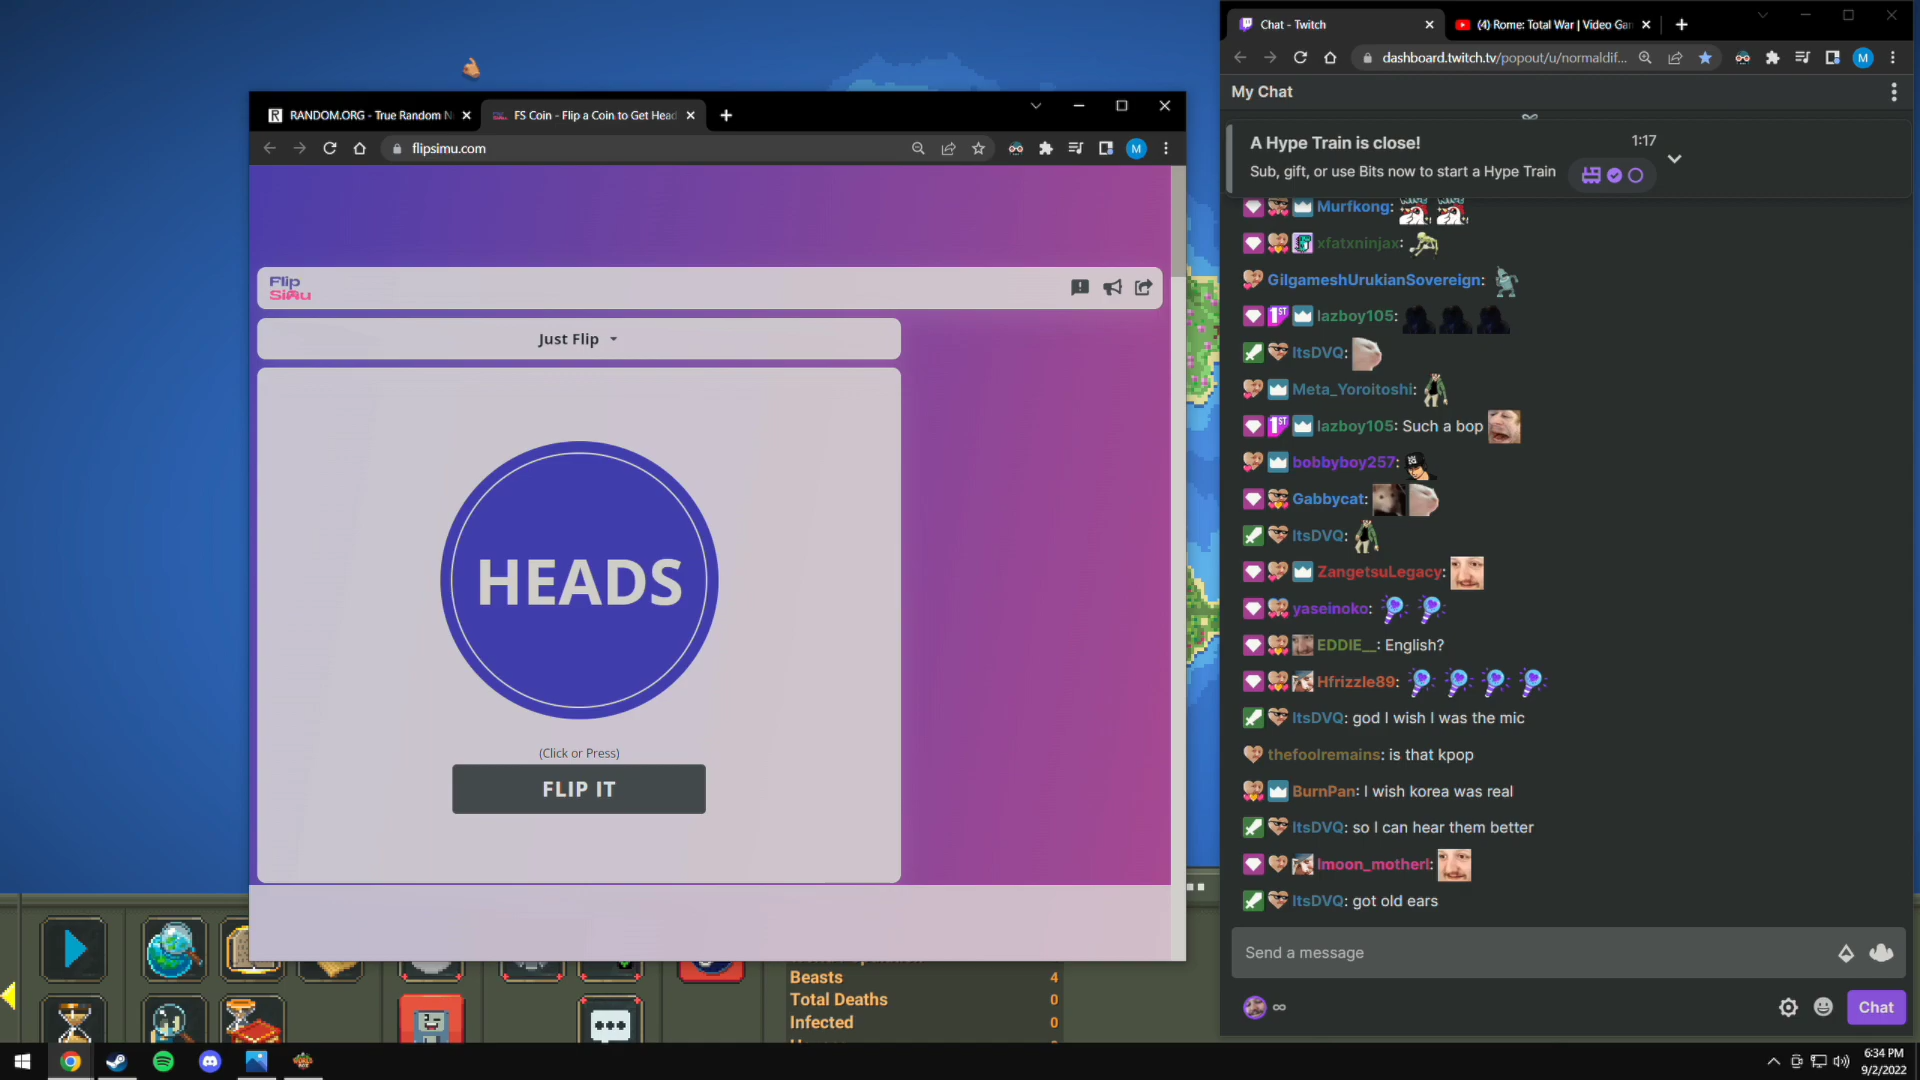 RANDOM.ORG - True Random N
FS Coin - Flip a Coin to Get Head
flipsimu.com
M
Flip
Simu
Just Flip
HEADS
(Click or Press)
FLIP IT
Beasts 4
Total Deaths 0
Infected 0
Chat - Twitch
(4) Rome: Total War | Video Gam
dashboard.twitch.tv/popout/u/normaldif...
M
My Chat
A Hype Train is close!
1:17
Sub, gift, or use Bits now to start a Hype Train
Murfkong:
xfatxninjax:
GilgameshUrukianSovereign:
1ST lazboy105:
ItsDVQ:
Meta_Yoroitoshi:
1ST lazboy105: Such a bop
bobbyboy257:
Gabbycat:
ItsDVQ:
ZangetsuLegacy:
yaseinoko:
EDDIE__: English?
Hfrizzle89:
ItsDVQ: god I wish I was the mic
thefoolremains: is that kpop
BurnPan: I wish korea was real
ItsDVQ: so I can hear them better
lmoon_motherl:
ItsDVQ: got old ears
Send a message
∞
Chat
6:34 PM
9/2/2022